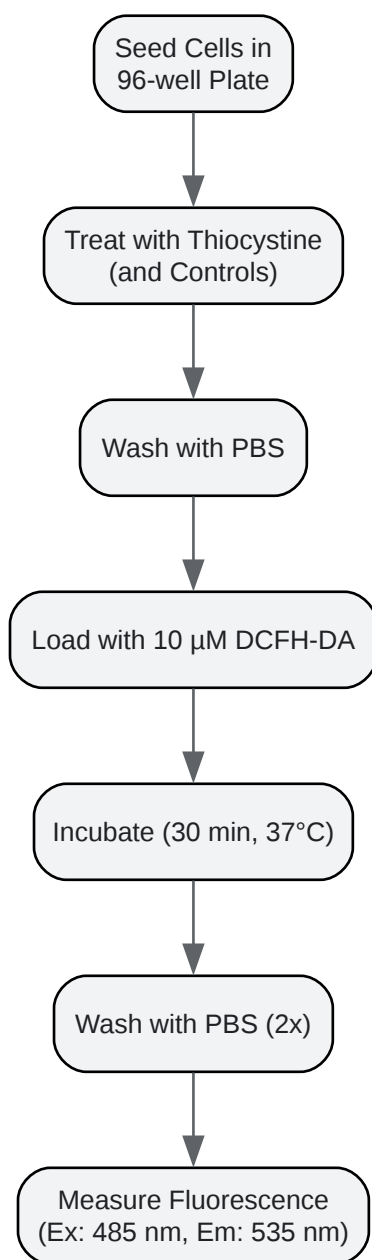 Seed Cells in
96-well Plate
Treat with Thiocystine
(and Controls)
Wash with PBS
Load with 10 µM DCFH-DA
Incubate (30 min, 37°C)
Wash with PBS (2x)
Measure Fluorescence
(Ex: 485 nm, Em: 535 nm)